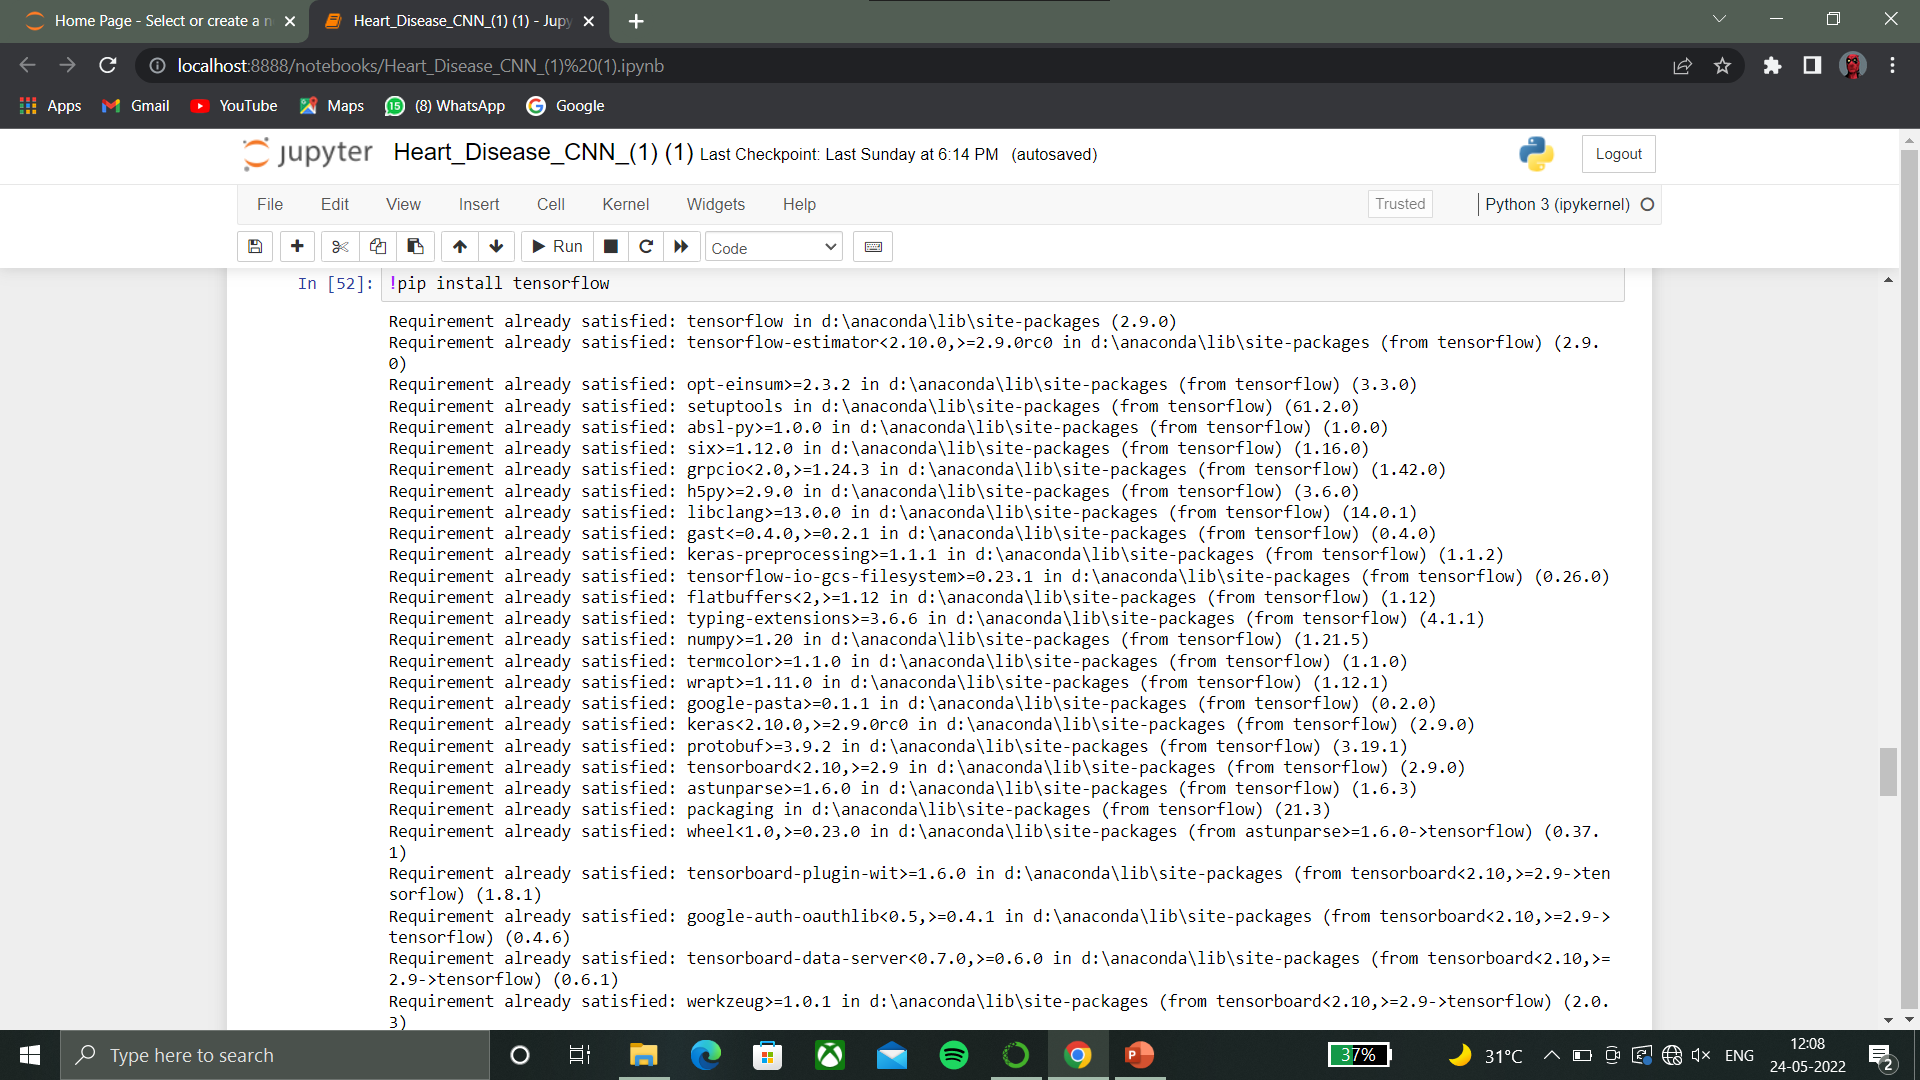 Home Page - Select or create a n
Heart_Disease_CNN_(1) (1) - Jupy
localhost:8888/notebooks/Heart_Disease_CNN_(1)%20(1).ipynb
Apps Gmail YouTube Maps 15 (8) WhatsApp Google
jupyter Heart_Disease_CNN_(1) (1) Last Checkpoint: Last Sunday at 6:14 PM (autosaved) Logout
File Edit View Insert Cell Kernel Widgets Help Trusted Python 3 (ipykernel)
Run Code
In [52]: !pip install tensorflow
Requirement already satisfied: tensorflow in d:\anaconda\lib\site-packages (2.9.0)
Requirement already satisfied: tensorflow-estimator<2.10.0,>=2.9.0rc0 in d:\anaconda\lib\site-packages (from tensorflow) (2.9.
0)
Requirement already satisfied: opt-einsum>=2.3.2 in d:\anaconda\lib\site-packages (from tensorflow) (3.3.0)
Requirement already satisfied: setuptools in d:\anaconda\lib\site-packages (from tensorflow) (61.2.0)
Requirement already satisfied: absl-py>=1.0.0 in d:\anaconda\lib\site-packages (from tensorflow) (1.0.0)
Requirement already satisfied: six>=1.12.0 in d:\anaconda\lib\site-packages (from tensorflow) (1.16.0)
Requirement already satisfied: grpcio<2.0,>=1.24.3 in d:\anaconda\lib\site-packages (from tensorflow) (1.42.0)
Requirement already satisfied: h5py>=2.9.0 in d:\anaconda\lib\site-packages (from tensorflow) (3.6.0)
Requirement already satisfied: libclang>=13.0.0 in d:\anaconda\lib\site-packages (from tensorflow) (14.0.1)
Requirement already satisfied: gast<=0.4.0,>=0.2.1 in d:\anaconda\lib\site-packages (from tensorflow) (0.4.0)
Requirement already satisfied: keras-preprocessing>=1.1.1 in d:\anaconda\lib\site-packages (from tensorflow) (1.1.2)
Requirement already satisfied: tensorflow-io-gcs-filesystem>=0.23.1 in d:\anaconda\lib\site-packages (from tensorflow) (0.26.0)
Requirement already satisfied: flatbuffers<2,>=1.12 in d:\anaconda\lib\site-packages (from tensorflow) (1.12)
Requirement already satisfied: typing-extensions>=3.6.6 in d:\anaconda\lib\site-packages (from tensorflow) (4.1.1)
Requirement already satisfied: numpy>=1.20 in d:\anaconda\lib\site-packages (from tensorflow) (1.21.5)
Requirement already satisfied: termcolor>=1.1.0 in d:\anaconda\lib\site-packages (from tensorflow) (1.1.0)
Requirement already satisfied: wrapt>=1.11.0 in d:\anaconda\lib\site-packages (from tensorflow) (1.12.1)
Requirement already satisfied: google-pasta>=0.1.1 in d:\anaconda\lib\site-packages (from tensorflow) (0.2.0)
Requirement already satisfied: keras<2.10.0,>=2.9.0rc0 in d:\anaconda\lib\site-packages (from tensorflow) (2.9.0)
Requirement already satisfied: protobuf>=3.9.2 in d:\anaconda\lib\site-packages (from tensorflow) (3.19.1)
Requirement already satisfied: tensorboard<2.10,>=2.9 in d:\anaconda\lib\site-packages (from tensorflow) (2.9.0)
Requirement already satisfied: astunparse>=1.6.0 in d:\anaconda\lib\site-packages (from tensorflow) (1.6.3)
Requirement already satisfied: packaging in d:\anaconda\lib\site-packages (from tensorflow) (21.3)
Requirement already satisfied: wheel<1.0,>=0.23.0 in d:\anaconda\lib\site-packages (from astunparse>=1.6.0->tensorflow) (0.37.
1)
Requirement already satisfied: tensorboard-plugin-wit>=1.6.0 in d:\anaconda\lib\site-packages (from tensorboard<2.10,>=2.9->ten
sorflow) (1.8.1)
Requirement already satisfied: google-auth-oauthlib<0.5,>=0.4.1 in d:\anaconda\lib\site-packages (from tensorboard<2.10,>=2.9->
tensorflow) (0.4.6)
Requirement already satisfied: tensorboard-data-server<0.7.0,>=0.6.0 in d:\anaconda\lib\site-packages (from tensorboard<2.10,>=
2.9->tensorflow) (0.6.1)
Requirement already satisfied: werkzeug>=1.0.1 in d:\anaconda\lib\site-packages (from tensorboard<2.10,>=2.9->tensorflow) (2.0.
3)
Type here to search 37% 31°C ENG 12:08
24-05-2022 2